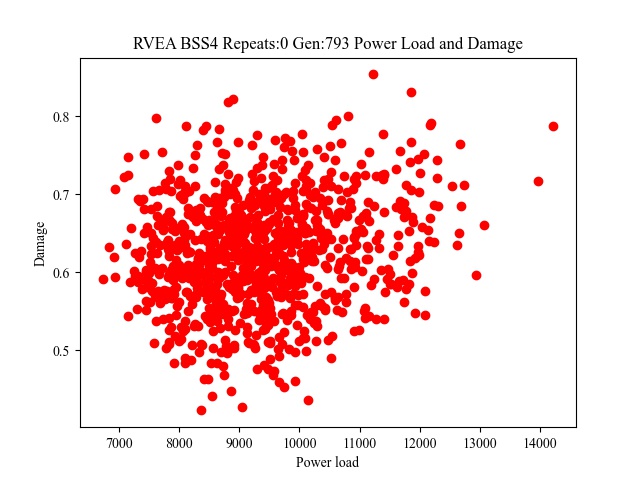 RVEA BSS4 Repeats:0 Gen:793 Power Load and Damage
0.8
0.7
0.6
0.5
Damage
7000 8000 9000 10000 11000 12000 13000 14000
Power load